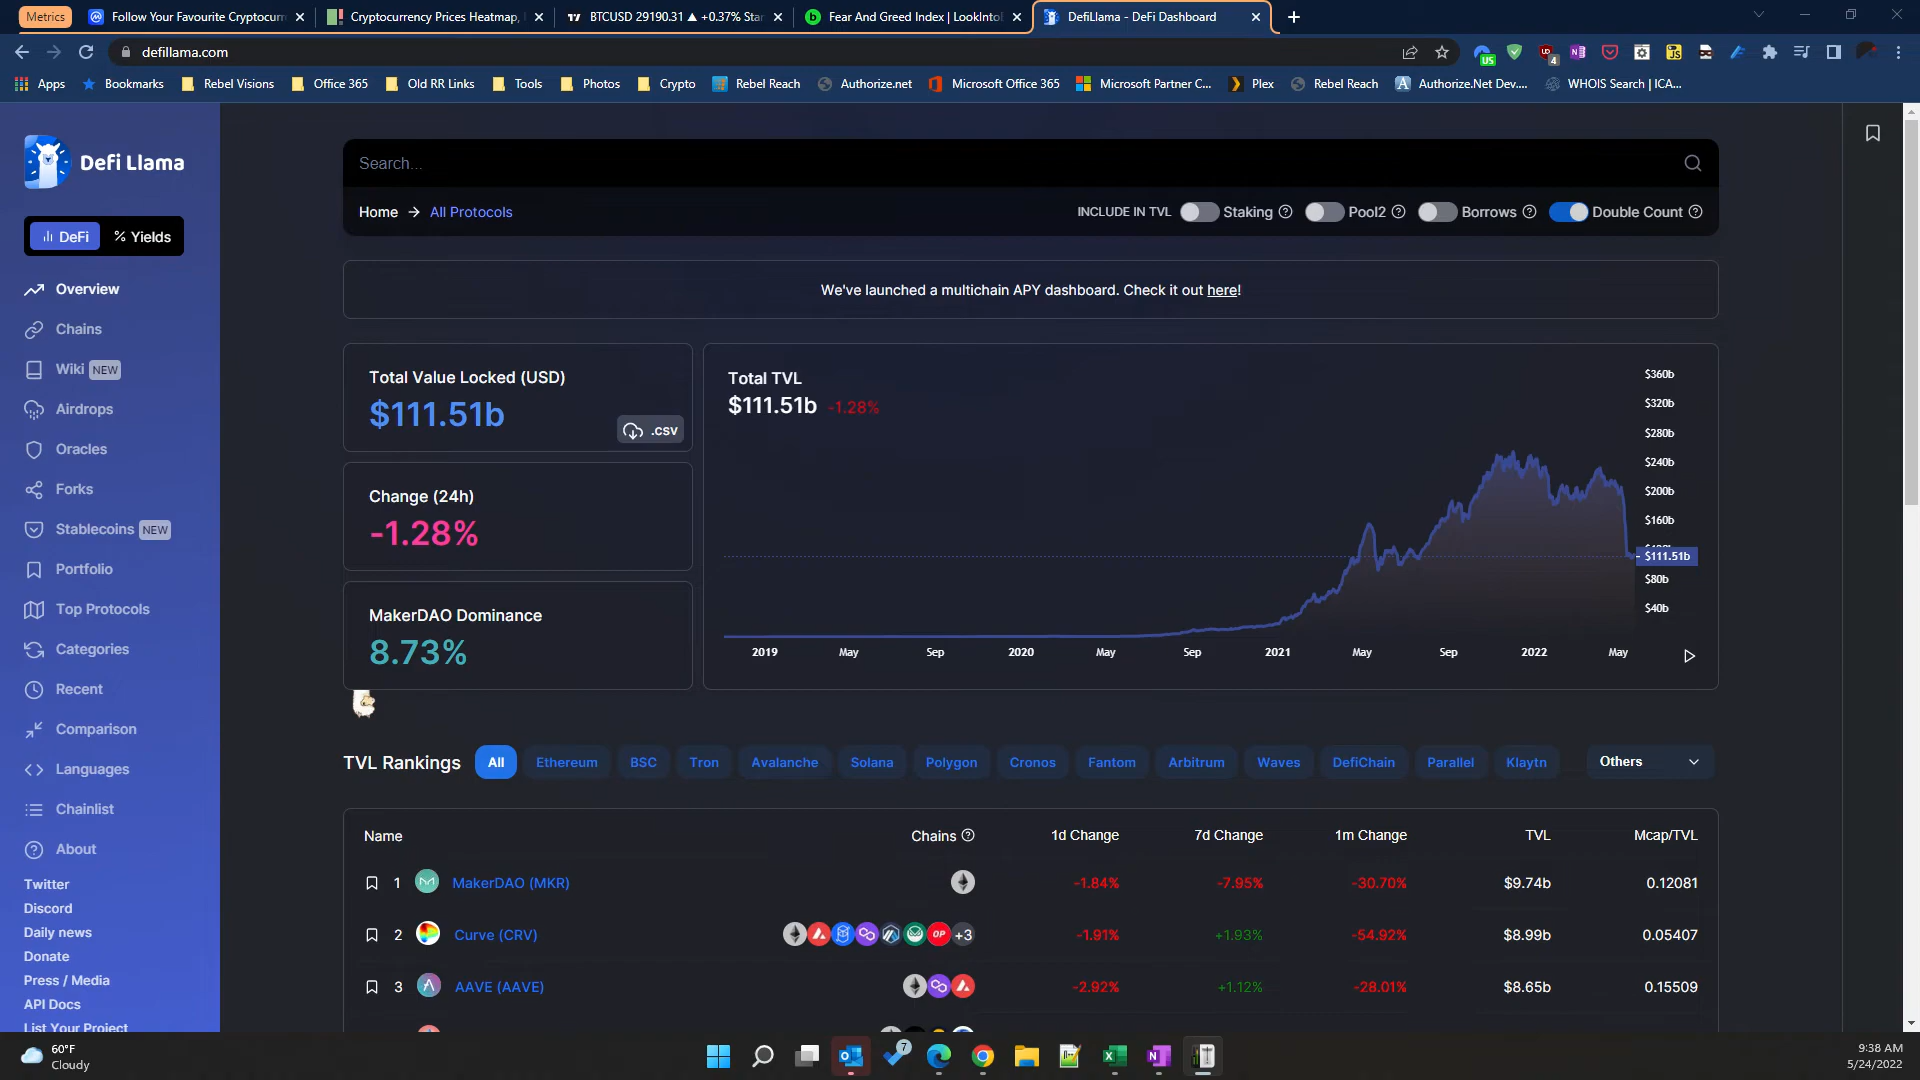 Metrics
Follow Your Favourite Cryptocurr
Cryptocurrency Prices Heatmap,
BTCUSD 29190.31 ▲ +0.37% Star
Fear And Greed Index | LookIntoB
DefiLlama - DeFi Dashboard
defillama.com
US
4
Apps
Bookmarks
Rebel Visions
Office 365
Old RR Links
Tools
Photos
Crypto
Rebel Reach
Authorize.net
Microsoft Office 365
Microsoft Partner C...
Plex
Rebel Reach
Authorize.Net Dev....
WHOIS Search | ICA...
Defi Llama
DeFi
% Yields
Overview
Chains
Wiki NEW
Airdrops
Oracles
Forks
Stablecoins NEW
Portfolio
Top Protocols
Categories
Recent
Comparison
Languages
Chainlist
About
Twitter
Discord
Daily news
Donate
Press / Media
API Docs
List Your Project
Search...
Home → All Protocols
INCLUDE IN TVL Staking Pool2 Borrows Double Count
We've launched a multichain APY dashboard. Check it out here!
Total Value Locked (USD)
$111.51b
.csv
Change (24h)
-1.28%
MakerDAO Dominance
8.73%
Total TVL
$111.51b -1.28%
$360b
$320b
$280b
$240b
$200b
$160b
$111.51b
$80b
$40b
2019 May Sep 2020 May Sep 2021 May Sep 2022 May
TVL Rankings All Ethereum BSC Tron Avalanche Solana Polygon Cronos Fantom Arbitrum Waves DefiChain Parallel Klaytn Others
Name Chains 1d Change 7d Change 1m Change TVL Mcap/TVL
1 MakerDAO (MKR) -1.84% -7.95% -30.70% $9.74b 0.12081
2 Curve (CRV) OP +3 -1.91% +1.93% -54.92% $8.99b 0.05407
3 AAVE (AAVE) -2.92% +1.12% -28.01% $8.65b 0.15509
60°F
Cloudy
7
9:38 AM
5/24/2022